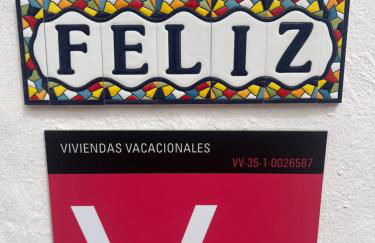 FELIZ
VIVIENDAS VACACIONALES
VV-35-1-0026587
V